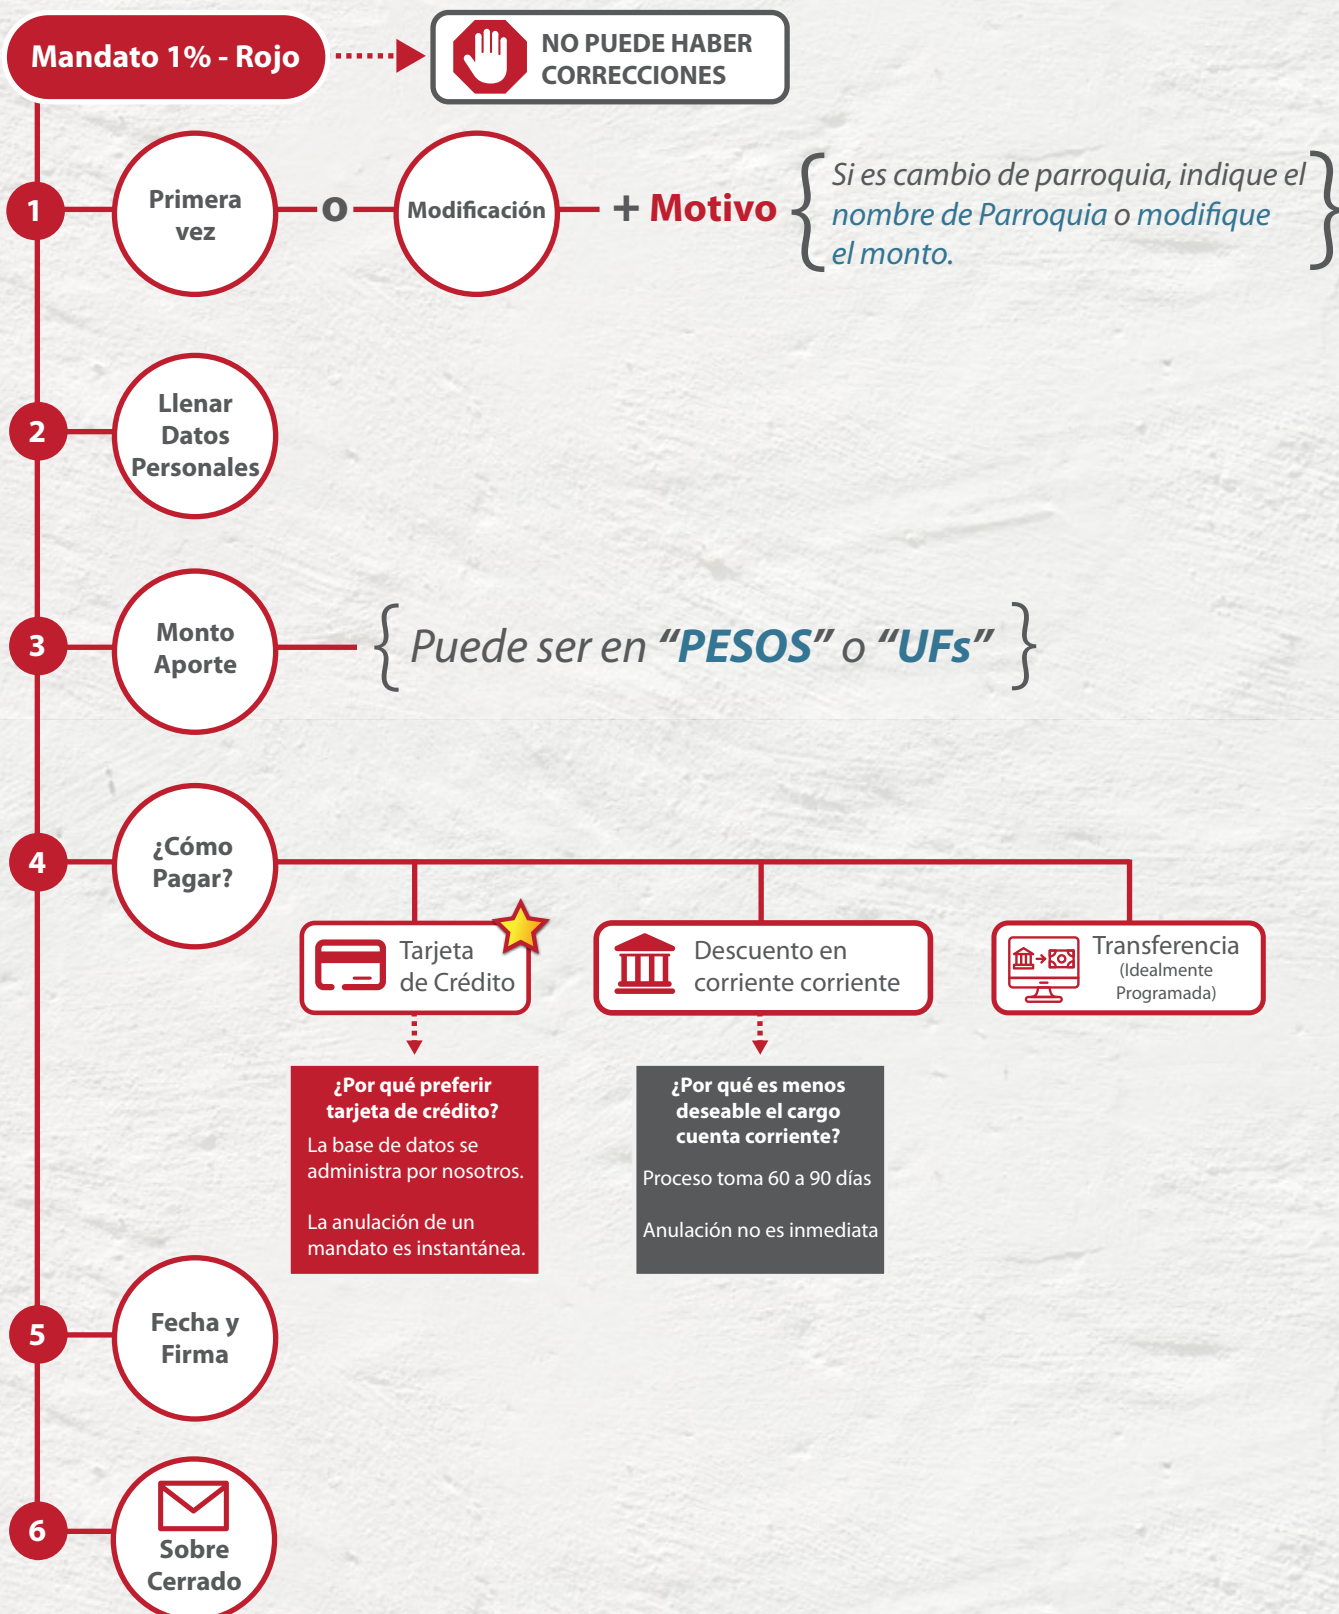 Mandato 1% - Rojo
NO PUEDE HABER
CORRECCIONES
1
Primera
vez
o
Modificación
+ Motivo
Si es cambio de parroquia, indique el
nombre de Parroquia o modifique
el monto.
2
Llenar
Datos
Personales
3
Monto
Aporte
{ Puede ser en “PESOS” o “UFs” }
4
¿Cómo
Pagar?
Tarjeta
de Crédito
Descuento en
corriente corriente
Transferencia
(Idealmente
Programada)
¿Por qué preferir
tarjeta de crédito?
La base de datos se
administra por nosotros.
La anulación de un
mandato es instantánea.
¿Por qué es menos
deseable el cargo
cuenta corriente?
Proceso toma 60 a 90 días
Anulación no es inmediata
5
Fecha y
Firma
6
Sobre
Cerrado